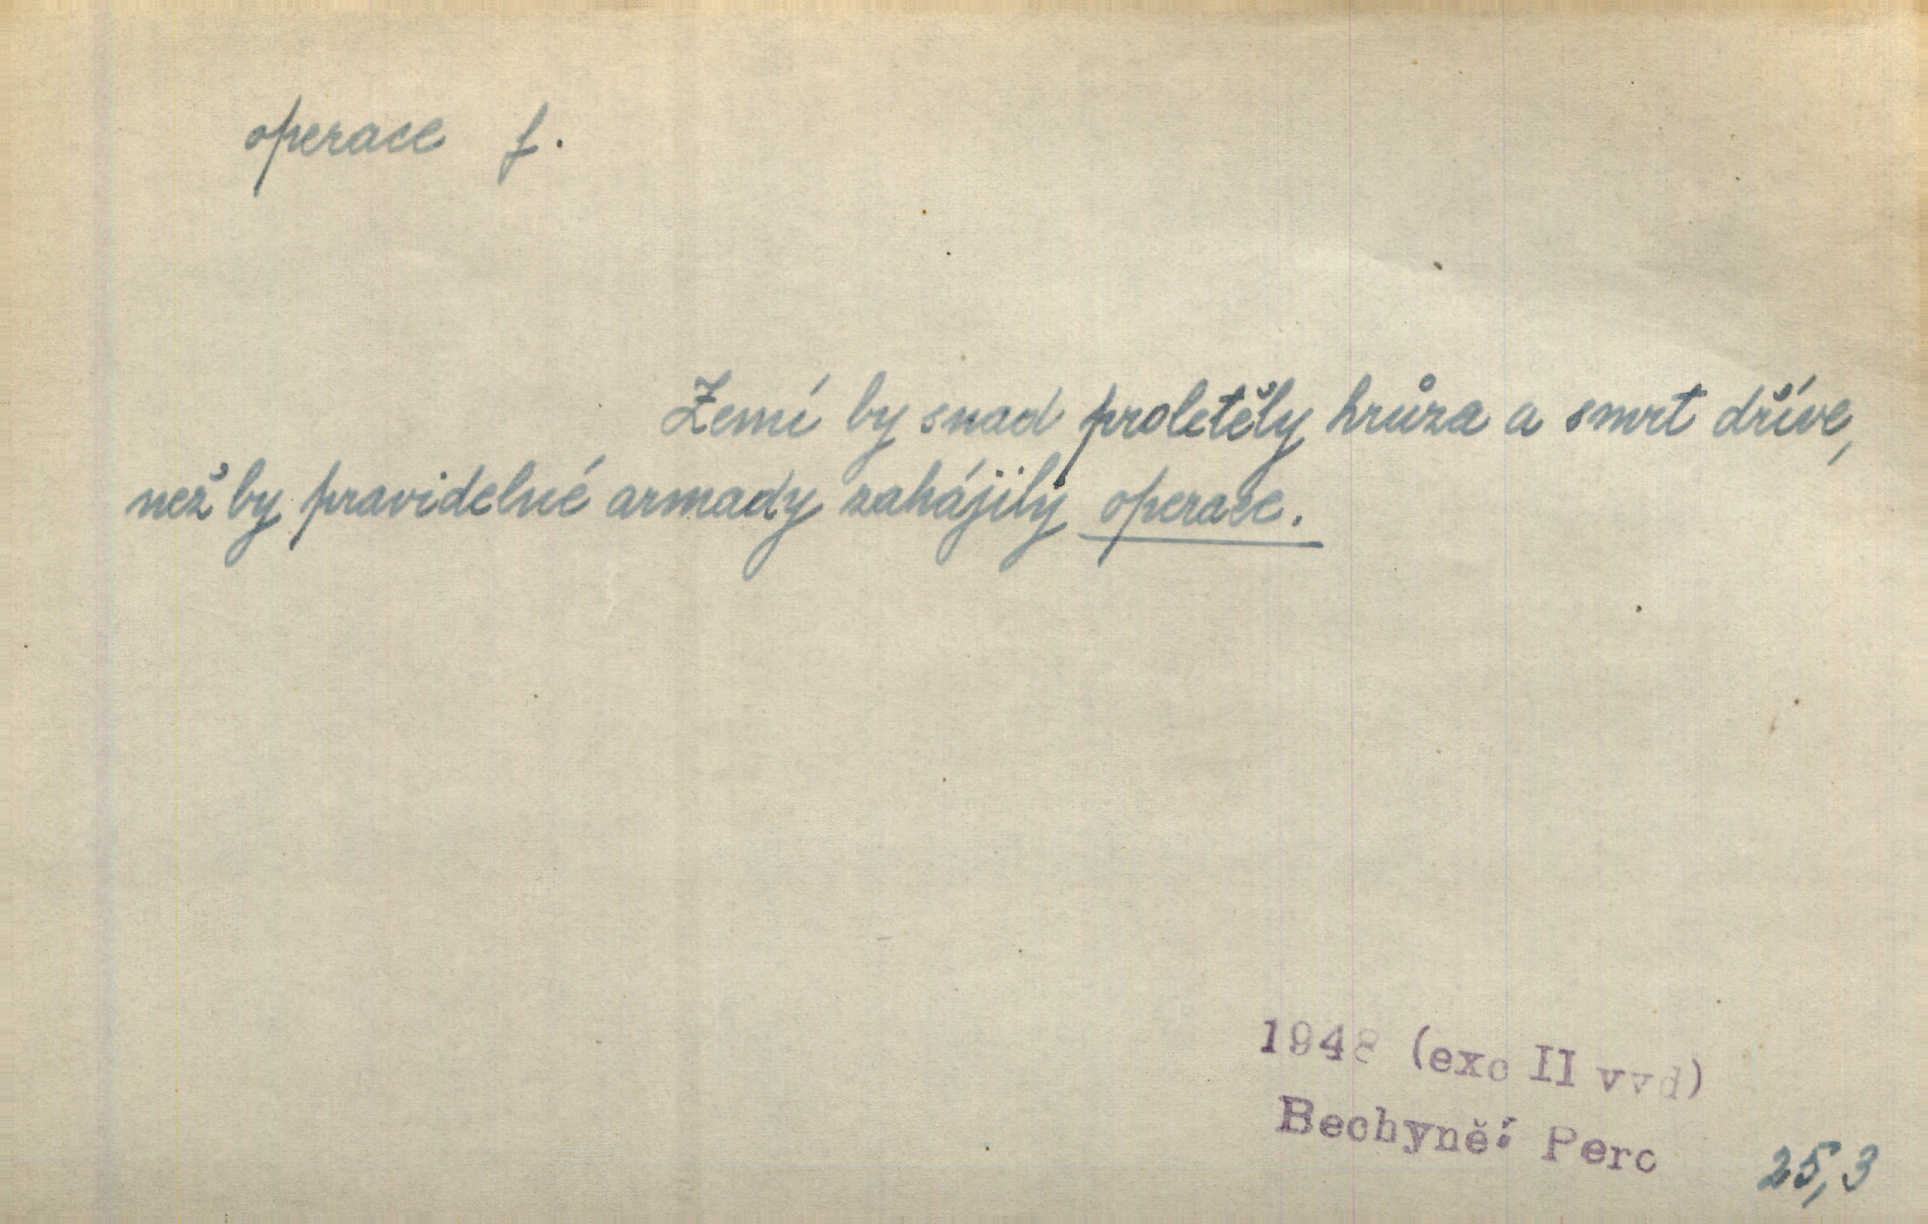 operace f.
Zemí by snad proletěly hrůza a smrt dříve,
než by pravidelné armady zahájily operace.
1948 (exc II vvd)
Bechyně: Perc
25,3